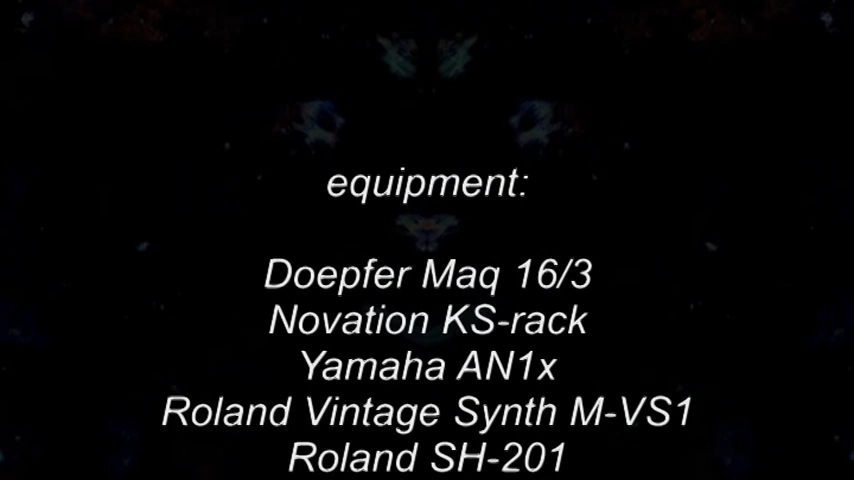 equipment:
Doepfer Maq 16/3
Novation KS-rack
Yamaha AN1x
Roland Vintage Synth M-VS1
Roland SH-201